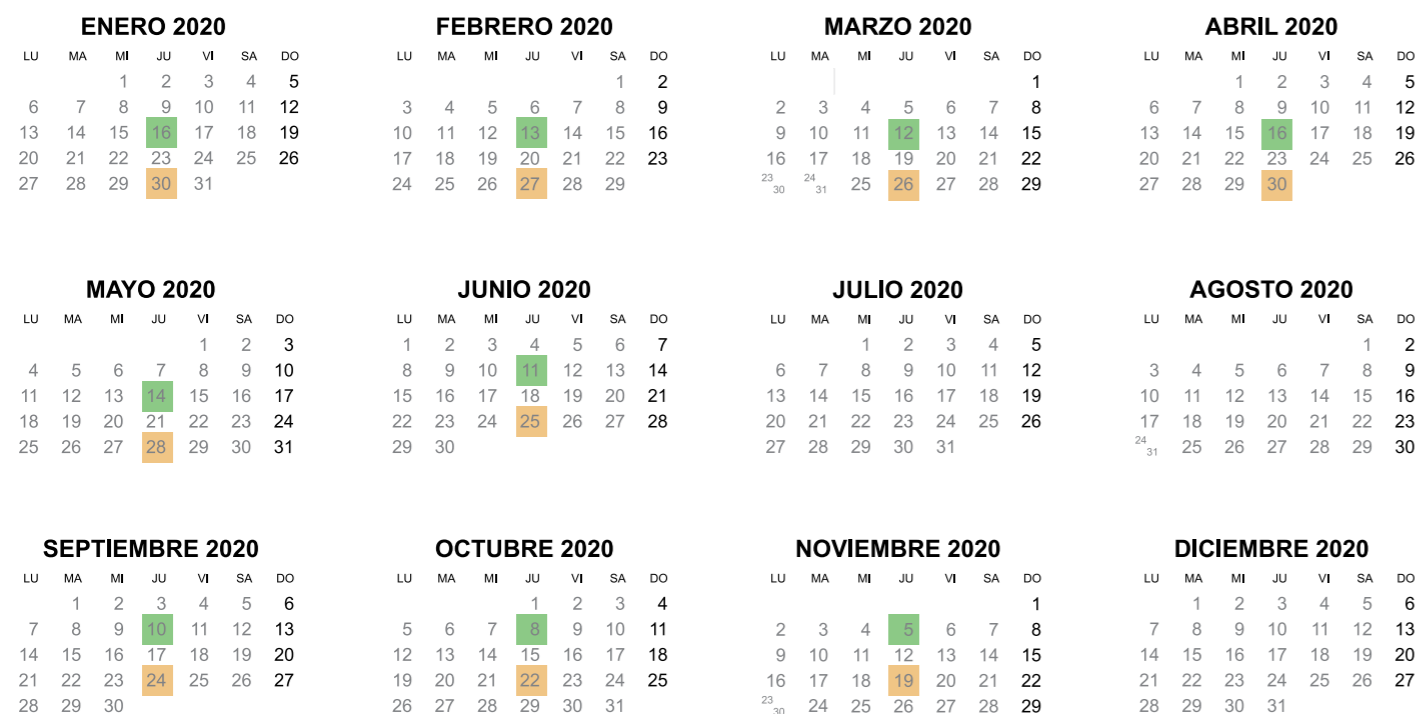 ENERO 2020
LU MA MI JU VI SA DO
1 2 3 4 5
6 7 8 9 10 11 12
13 14 15 16 17 18 19
20 21 22 23 24 25 26
27 28 29 30 31
FEBRERO 2020
LU MA MI JU VI SA DO
1 2
3 4 5 6 7 8 9
10 11 12 13 14 15 16
17 18 19 20 21 22 23
24 25 26 27 28 29
MARZO 2020
LU MA MI JU VI SA DO
1
2 3 4 5 6 7 8
9 10 11 12 13 14 15
16 17 18 19 20 21 22
23 30 24 31 25 26 27 28 29
ABRIL 2020
LU MA MI JU VI SA DO
1 2 3 4 5
6 7 8 9 10 11 12
13 14 15 16 17 18 19
20 21 22 23 24 25 26
27 28 29 30
MAYO 2020
LU MA MI JU VI SA DO
1 2 3
4 5 6 7 8 9 10
11 12 13 14 15 16 17
18 19 20 21 22 23 24
25 26 27 28 29 30 31
JUNIO 2020
LU MA MI JU VI SA DO
1 2 3 4 5 6 7
8 9 10 11 12 13 14
15 16 17 18 19 20 21
22 23 24 25 26 27 28
29 30
JULIO 2020
LU MA MI JU VI SA DO
1 2 3 4 5
6 7 8 9 10 11 12
13 14 15 16 17 18 19
20 21 22 23 24 25 26
27 28 29 30 31
AGOSTO 2020
LU MA MI JU VI SA DO
1 2
3 4 5 6 7 8 9
10 11 12 13 14 15 16
17 18 19 20 21 22 23
24 31 25 26 27 28 29 30
SEPTIEMBRE 2020
LU MA MI JU VI SA DO
1 2 3 4 5 6
7 8 9 10 11 12 13
14 15 16 17 18 19 20
21 22 23 24 25 26 27
28 29 30
OCTUBRE 2020
LU MA MI JU VI SA DO
1 2 3 4
5 6 7 8 9 10 11
12 13 14 15 16 17 18
19 20 21 22 23 24 25
26 27 28 29 30 31
NOVIEMBRE 2020
LU MA MI JU VI SA DO
1
2 3 4 5 6 7 8
9 10 11 12 13 14 15
16 17 18 19 20 21 22
23 30 24 25 26 27 28 29
DICIEMBRE 2020
LU MA MI JU VI SA DO
1 2 3 4 5 6
7 8 9 10 11 12 13
14 15 16 17 18 19 20
21 22 23 24 25 26 27
28 29 30 31